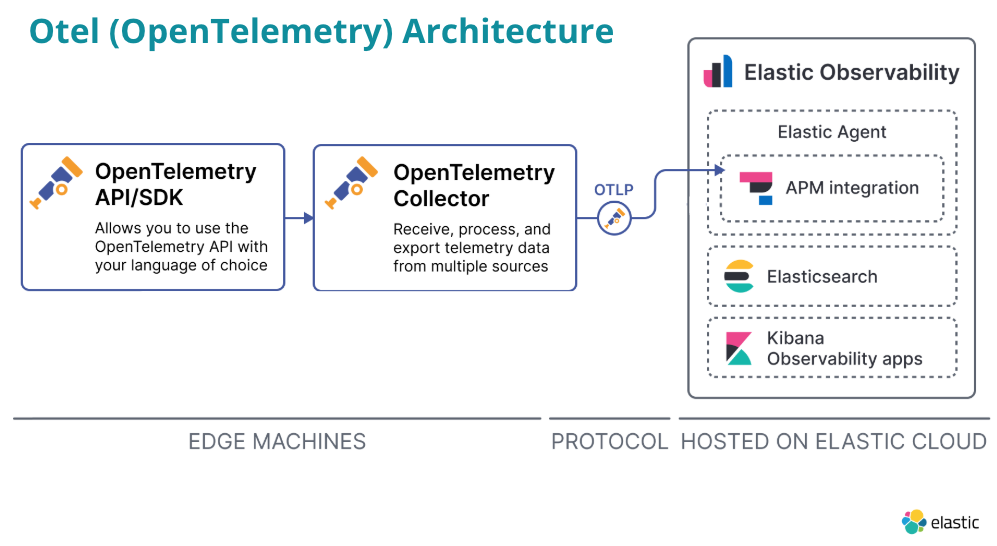 Otel (OpenTelemetry) Architecture
OpenTelemetry
API/SDK
Allows you to use the
OpenTelemetry API with
your language of choice
OpenTelemetry
Collector
Receive, process, and
export telemetry data
from multiple sources
OTLP
Elastic Observability
Elastic Agent
APM integration
Elasticsearch
Kibana
Observability apps
EDGE MACHINES
PROTOCOL
HOSTED ON ELASTIC CLOUD
elastic